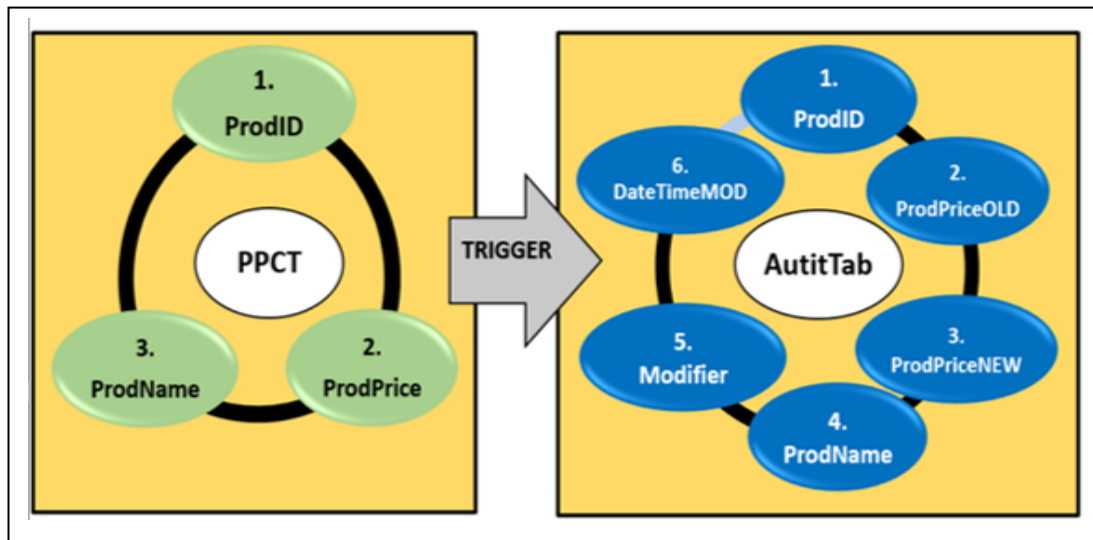 1.
ProdID
PPCT
3.
ProdName
2.
ProdPrice
TRIGGER
1.
ProdID
6.
DateTimeMOD
2.
ProdPriceOLD
AutitTab
5.
Modifier
3.
ProdPriceNEW
4.
ProdName